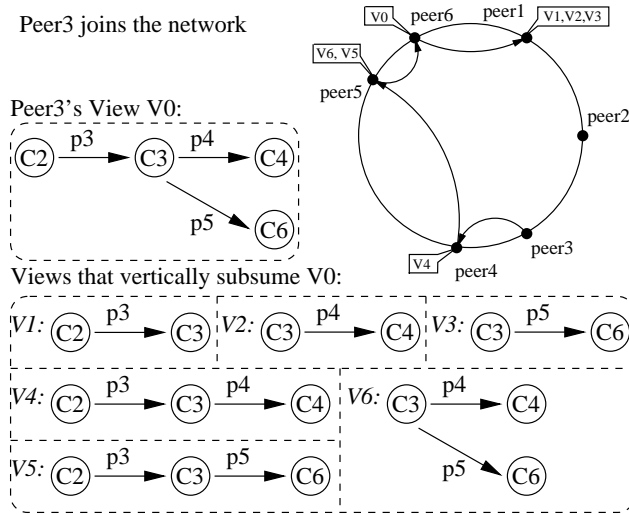 Peer3 joins the network
V0
peer6
peer1
V1,V2,V3
V6, V5
peer5
peer2
Peer3's View V0:
C2 p3 C3 p4 C4
p5 C6
peer3
V4
peer4
Views that vertically subsume V0:
V1: C2 p3 C3
V2: C3 p4 C4
V3: C3 p5 C6
V4: C2 p3 C3 p4 C4
V6: C3 p4 C4
p5 C6
V5: C2 p3 C3 p5 C6